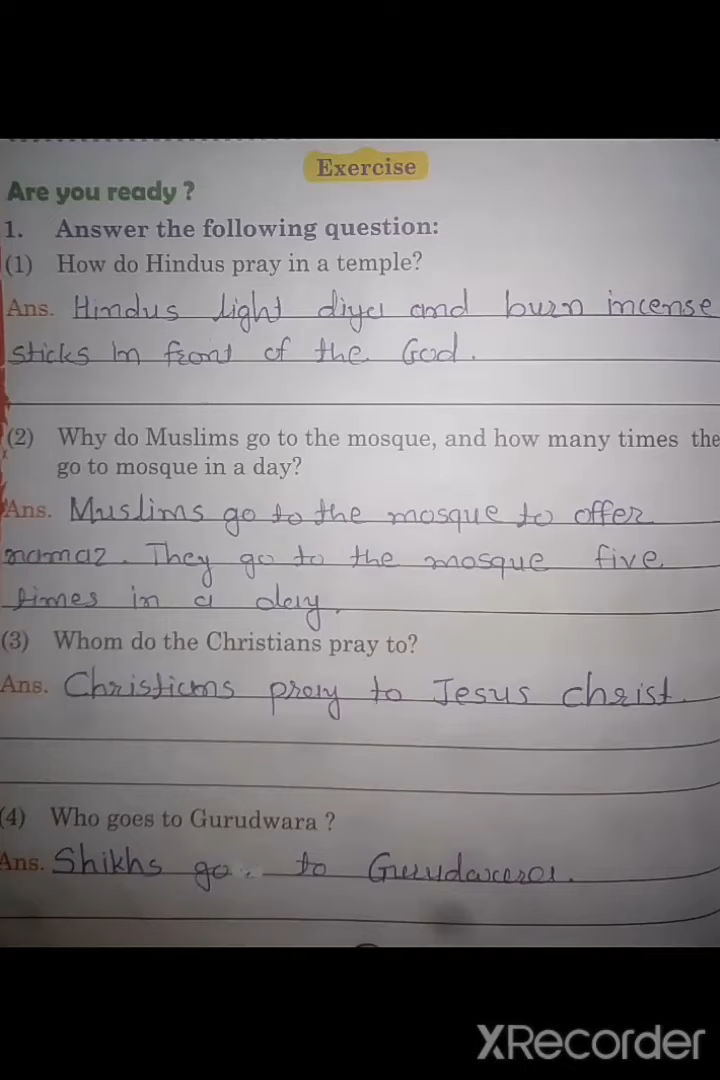 Exercise
Are you ready ?
1. Answer the following question:
(1) How do Hindus pray in a temple?
Ans. Hindus light diya and burn incense
sticks In front of the God.
(2) Why do Muslims go to the mosque, and how many times the
go to mosque in a day?
Ans. Muslims go to the mosque to offer
namaz. They go to the mosque five
times in a day.
(3) Whom do the Christians pray to?
Ans. Christians pray to Jesus christ.
(4) Who goes to Gurudwara ?
Ans. Shikhs go. to Gurudawara.
XRecorder